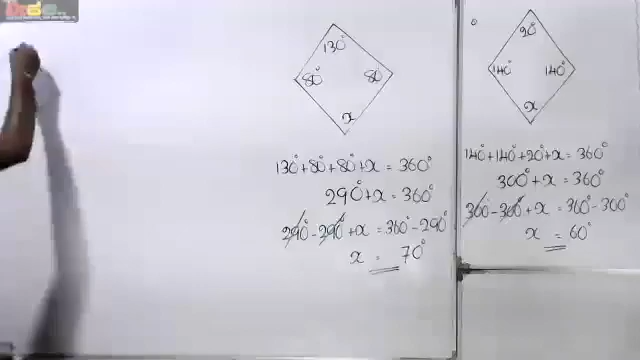 130°
80° 80°
x
130° + 80° + 80° + x = 360°
290° + x = 360°
290° - 290° + x = 360° - 290°
x = 70°
20°
140° 140°
x
140° + 140° + 20° + x = 360°
300° + x = 360°
300° - 300° + x = 360° - 300°
x = 60°